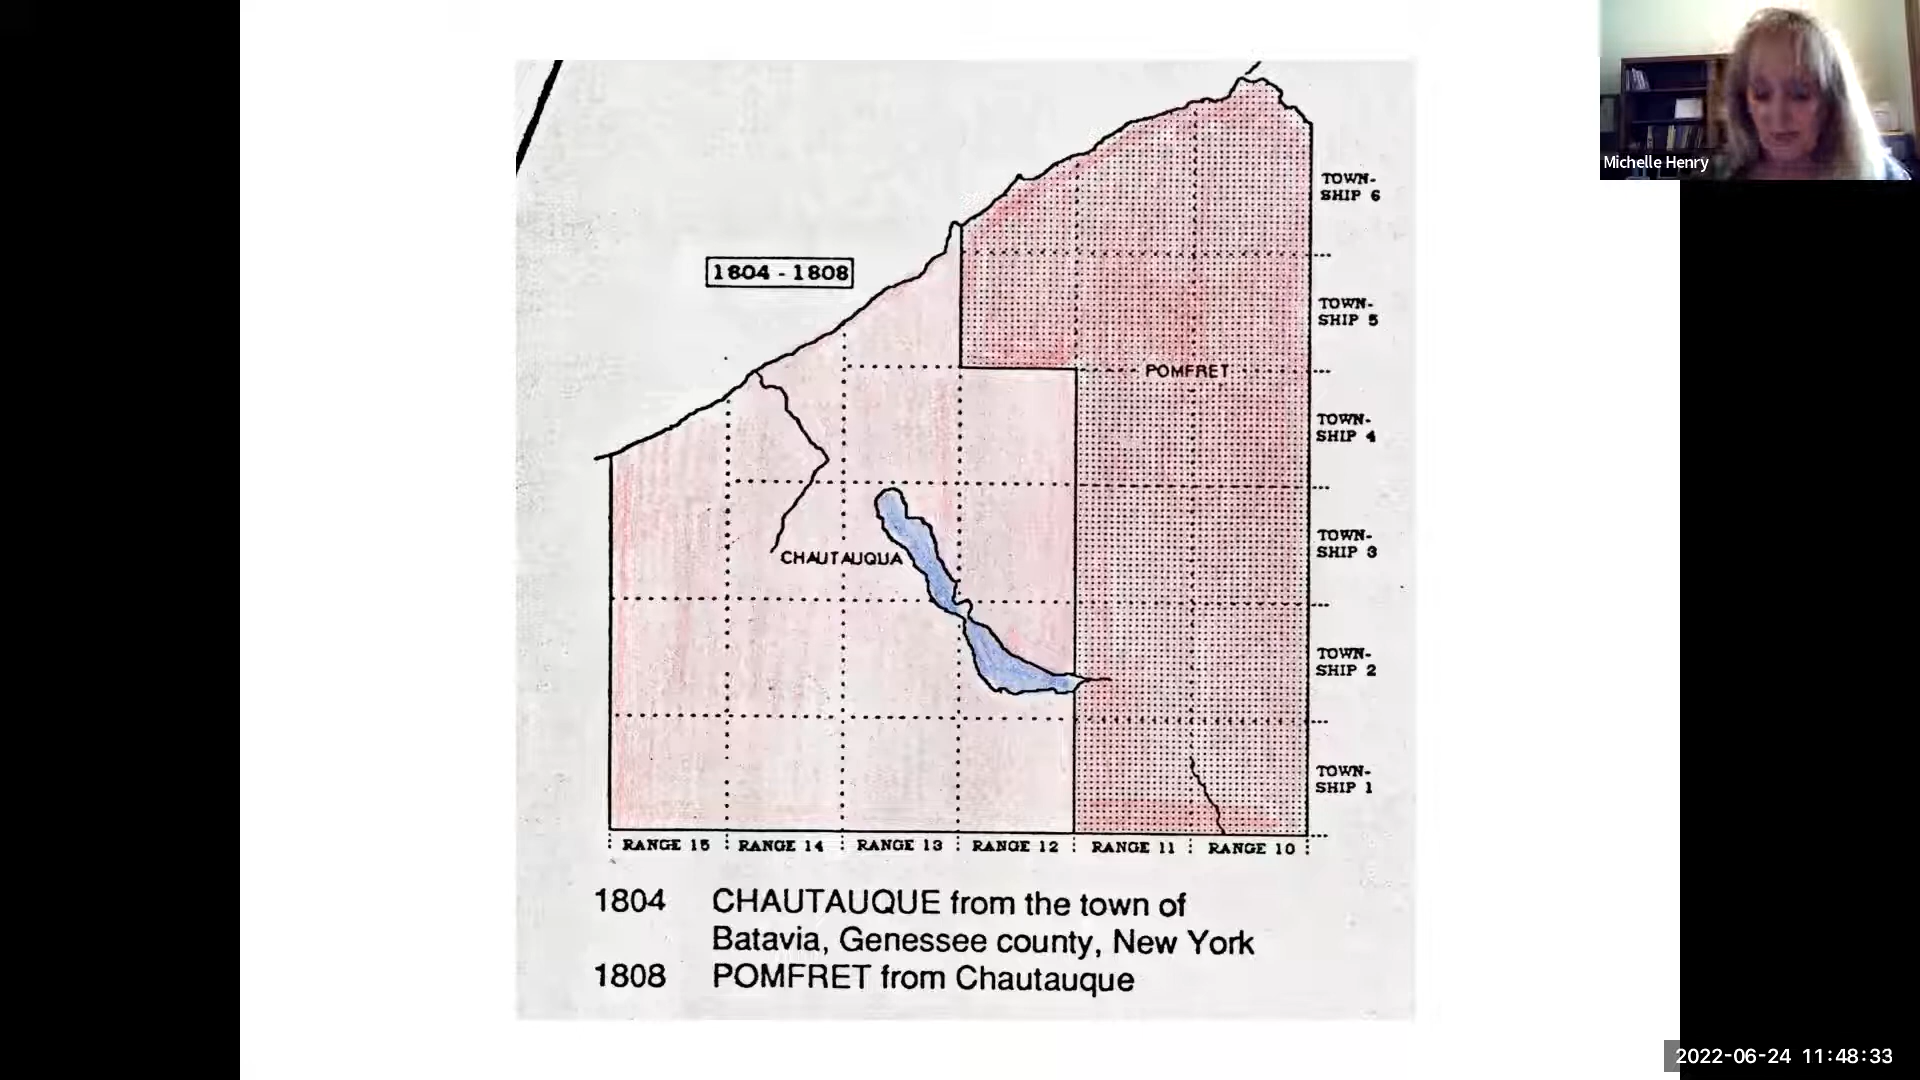 Michelle Henry
TOWN-
SHIP 6
1804 - 1808
TOWN-
SHIP 5
POMFRET
TOWN-
SHIP 4
TOWN-
SHIP 3
CHAUTAUQUA
TOWN-
SHIP 2
TOWN-
SHIP 1
RANGE 15 RANGE 14 RANGE 13 RANGE 12 RANGE 11 RANGE 10
1804 CHAUTAUQUE from the town of
Batavia, Genessee county, New York
1808 POMFRET from Chautauque
2022-06-24 11:48:33